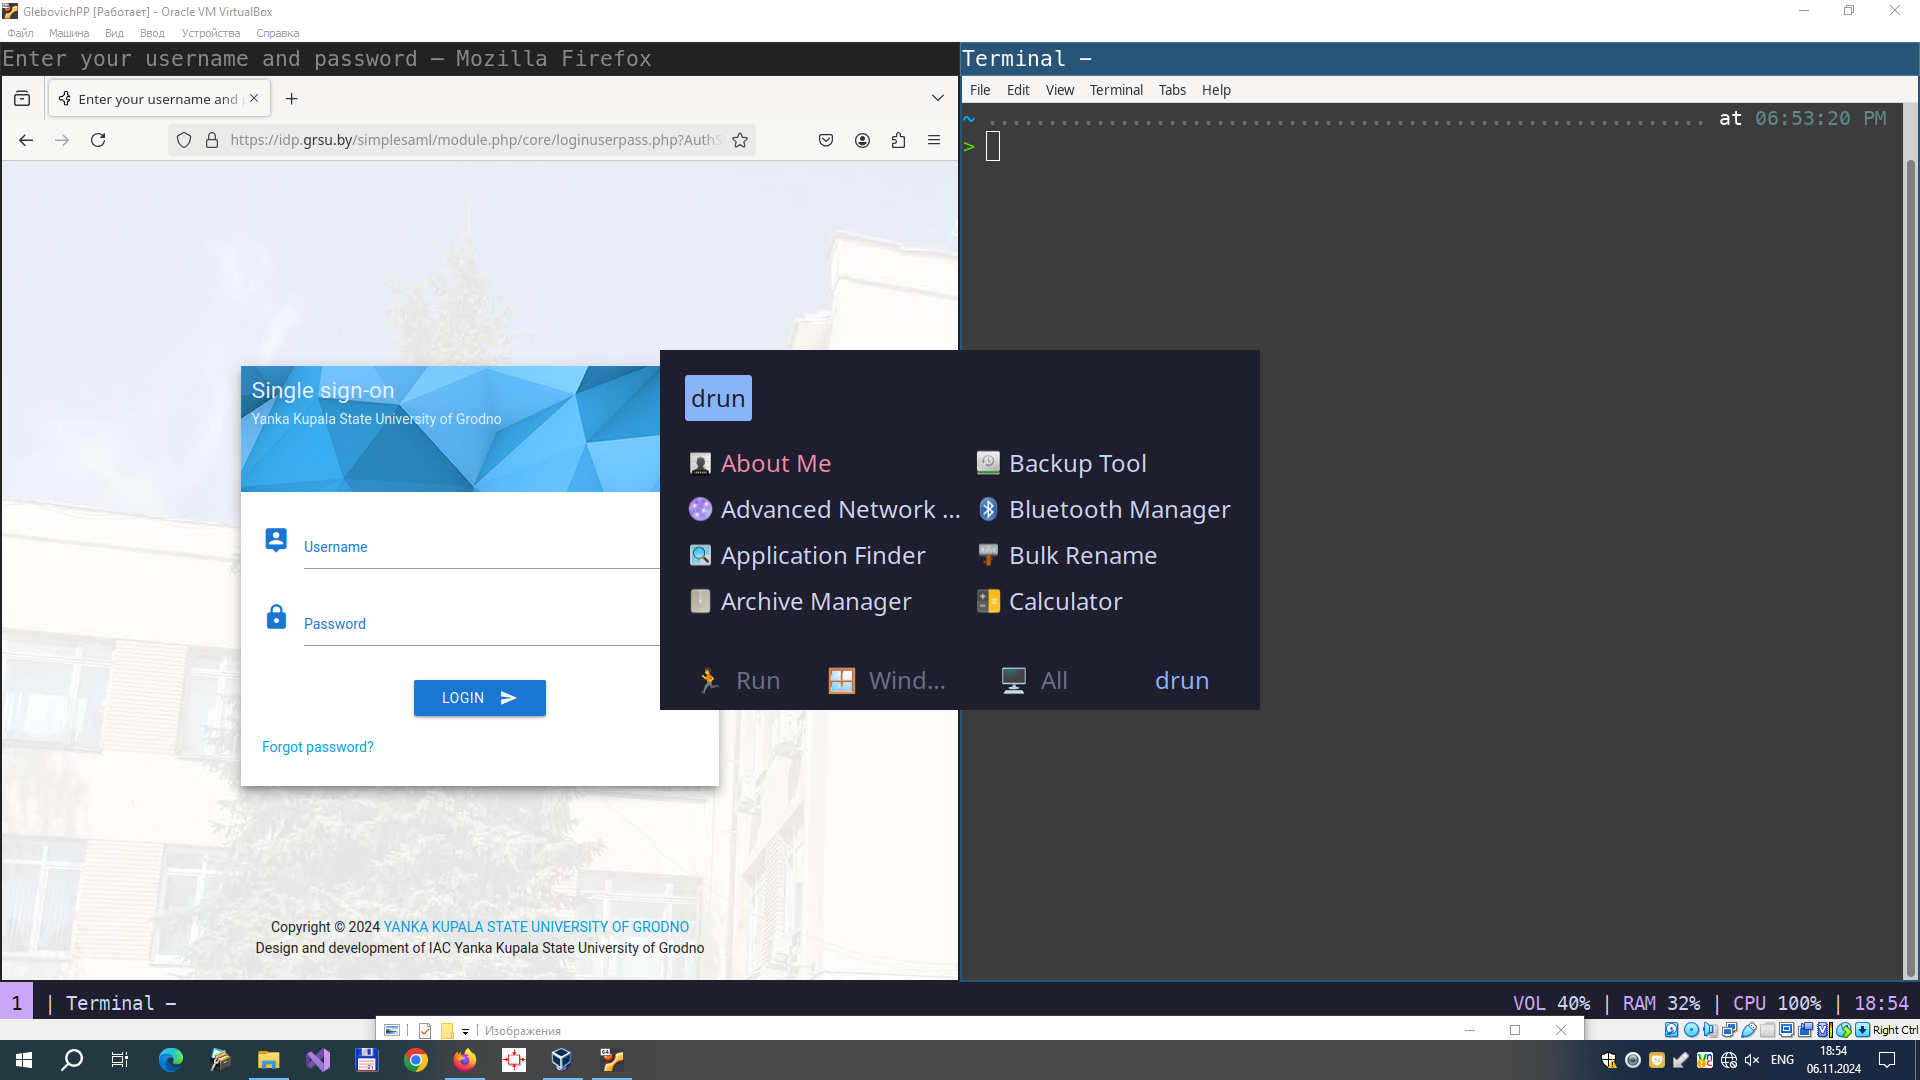 GlebovichPP [Работает] - Oracle VM VirtualBox
Файл Машина Вид Ввод Устройства Справка
Enter your username and password — Mozilla Firefox
Enter your username and
https://idp.grsu.by/simplesaml/module.php/core/loginuserpass.php?AuthS
Single sign-on
Yanka Kupala State University of Grodno
Username
Password
LOGIN
Forgot password?
Copyright © 2024 YANKA KUPALA STATE UNIVERSITY OF GRODNO
Design and development of IAC Yanka Kupala State University of Grodno
Terminal -
File Edit View Terminal Tabs Help
~ ............................................................ at 06:53:20 PM
>
drun
About Me
Advanced Network ...
Application Finder
Archive Manager
Backup Tool
Bluetooth Manager
Bulk Rename
Calculator
Run Wind... All drun
1 | Terminal - VOL 40% | RAM 32% | CPU 100% | 18:54
Изображения
Right Ctrl
ENG
18:54
06.11.2024